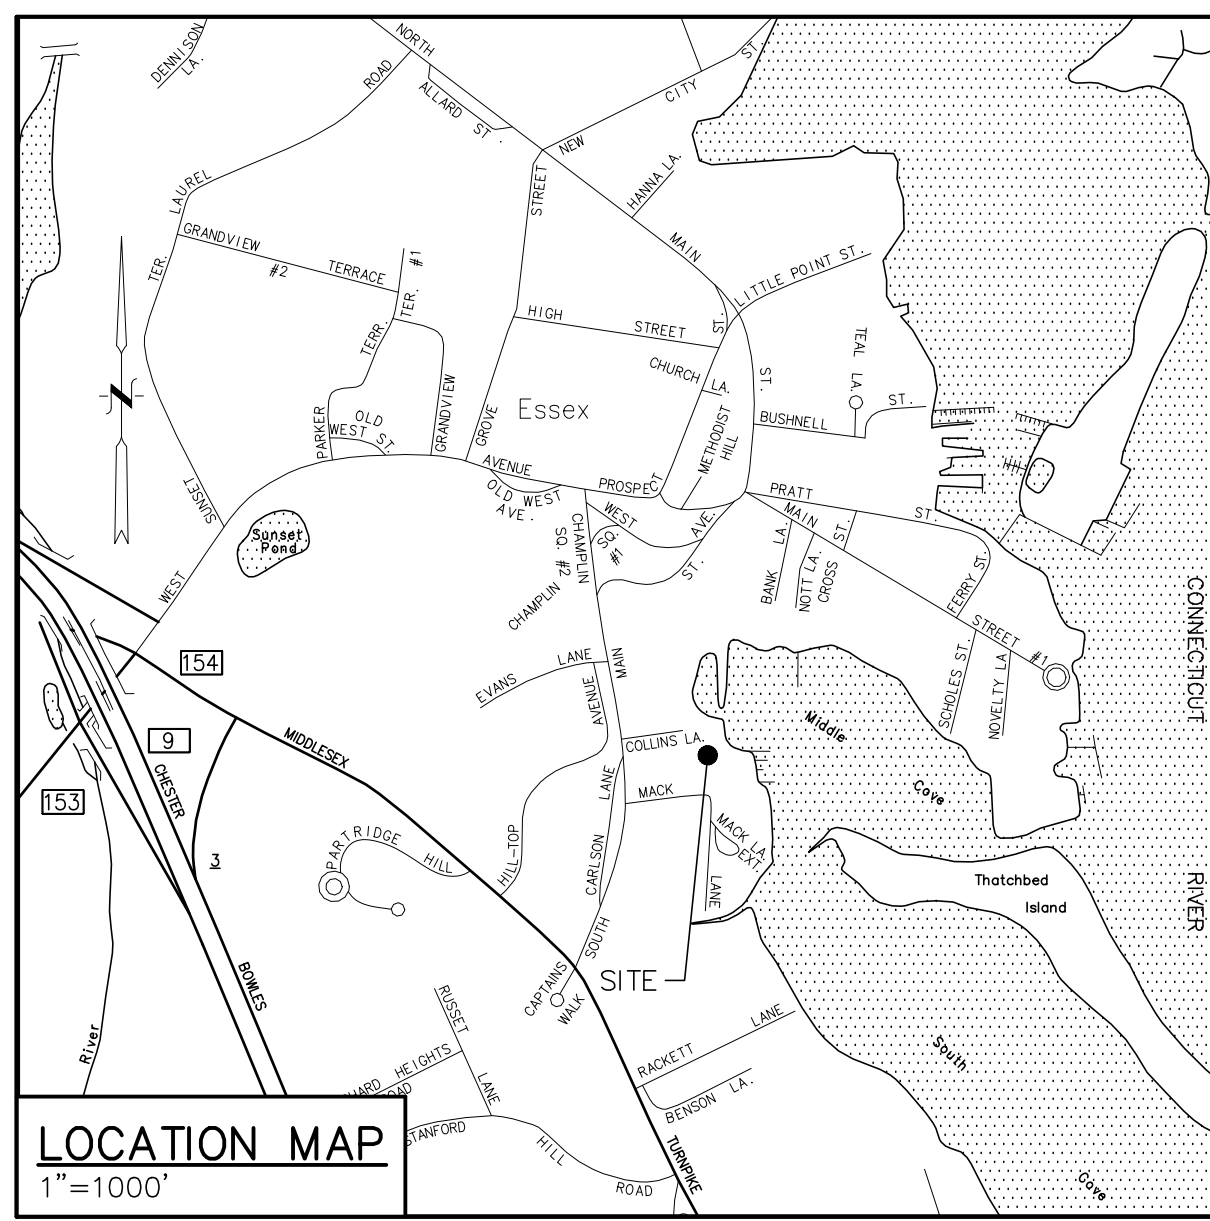 DENNISON
LA.
NORTH
ROAD
ALLARD ST.
NEW
CITY
ST.
LAUREL
STREET
HANNA LA.
GRANDVIEW
#2
TERRACE
#1
TER.
TER.
MAIN
LITTLE POINT ST.
TERR.
HIGH
STREET
ST.
TEAL LA.
CHURCH LA.
ST.
BUSHNELL
ST.
PARKER
OLD
WEST ST.
GRANDVIEW
GROVE
Essex
METHODIST
HILL
N
AVENUE
OLD WEST
AVE.
PROSPECT
PRATT
ST.
SUNSET
Sunset
Pond
CHAMPLIN
SQ. #2
CHAMPLIN
WEST
SQ.
#1
AVE.
ST.
MAIN
BANK LA.
NOTT LA.
CROSS
ST.
FERRY ST.
STREET
#1
SCHOLES ST.
NOVELTY LA
WEST
154
EVANS
LANE
MAIN
AVENUE
CONNECTICUT
RIVER
9
MIDDLESEX
CHESTER
153
3
COLLINS LA.
MACK
LANE
CARLSON
MACK LA.
EXT.
LANE
Middle
Cove
PARTRIDGE
HILL
HILL-TOP
Thatchbed
Island
BOWLES
SOUTH
CAPTAINS
WALK
SITE
River
RUSSET
LANE
HARD
HEIGHTS
OAD
STANFORD
HILL
ROAD
RACKETT
LANE
BENSON LA.
TURNPIKE
South
Cove
LOCATION MAP
1"=1000'